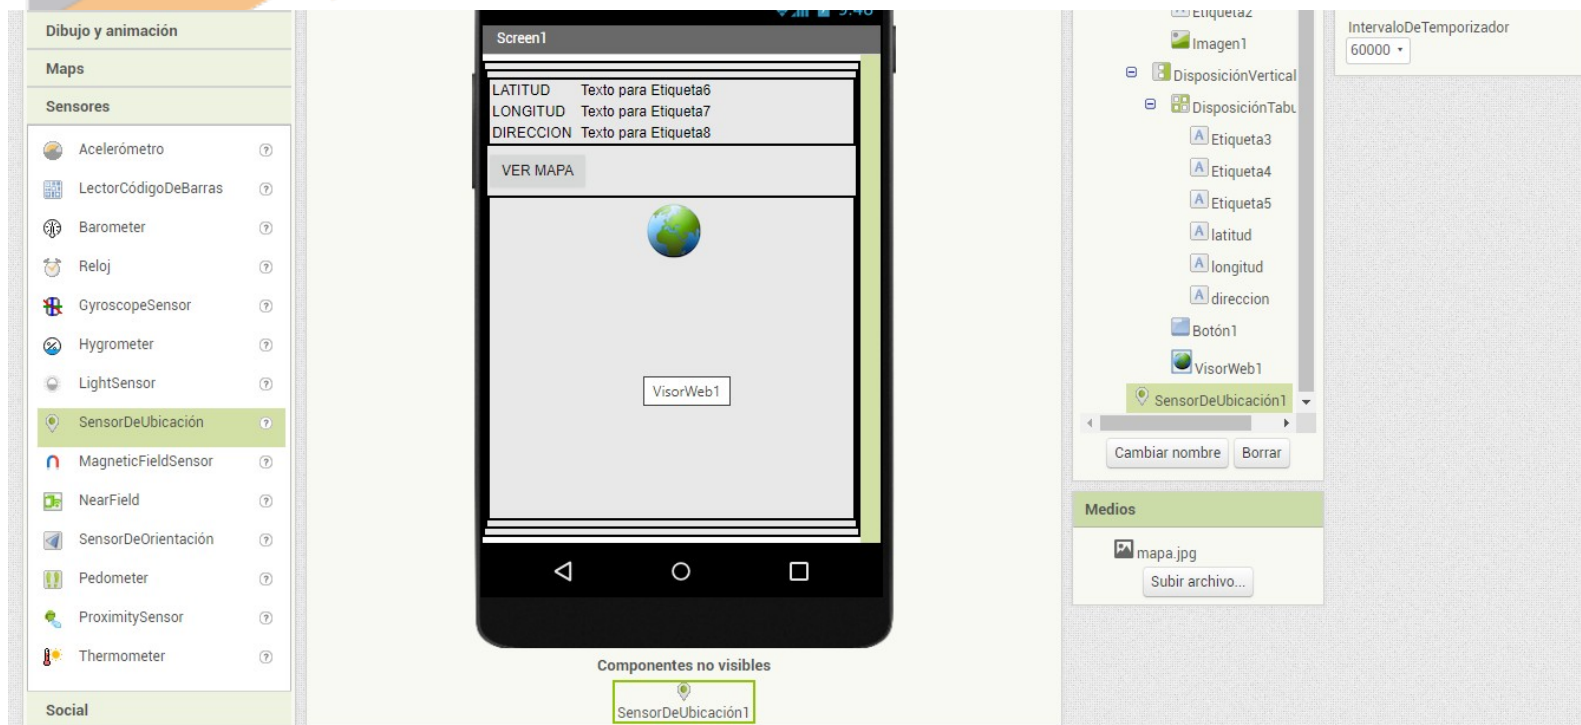 Dibujo y animación
Maps
Sensores
Acelerómetro
LectorCódigoDeBarras
Barometer
Reloj
GyroscopeSensor
Hygrometer
LightSensor
SensorDeUbicación
MagneticFieldSensor
NearField
SensorDeOrientación
Pedometer
ProximitySensor
Thermometer
Social
9:48
Screen1
LATITUD Texto para Etiqueta6
LONGITUD Texto para Etiqueta7
DIRECCION Texto para Etiqueta8
VER MAPA
VisorWeb1
Componentes no visibles
SensorDeUbicación1
Etiqueta2
Imagen1
DisposiciónVertical
DisposiciónTabu
Etiqueta3
Etiqueta4
Etiqueta5
latitud
longitud
direccion
Botón1
VisorWeb1
SensorDeUbicación1
Cambiar nombre Borrar
Medios
mapa.jpg
Subir archivo...
IntervaloDeTemporizador
60000